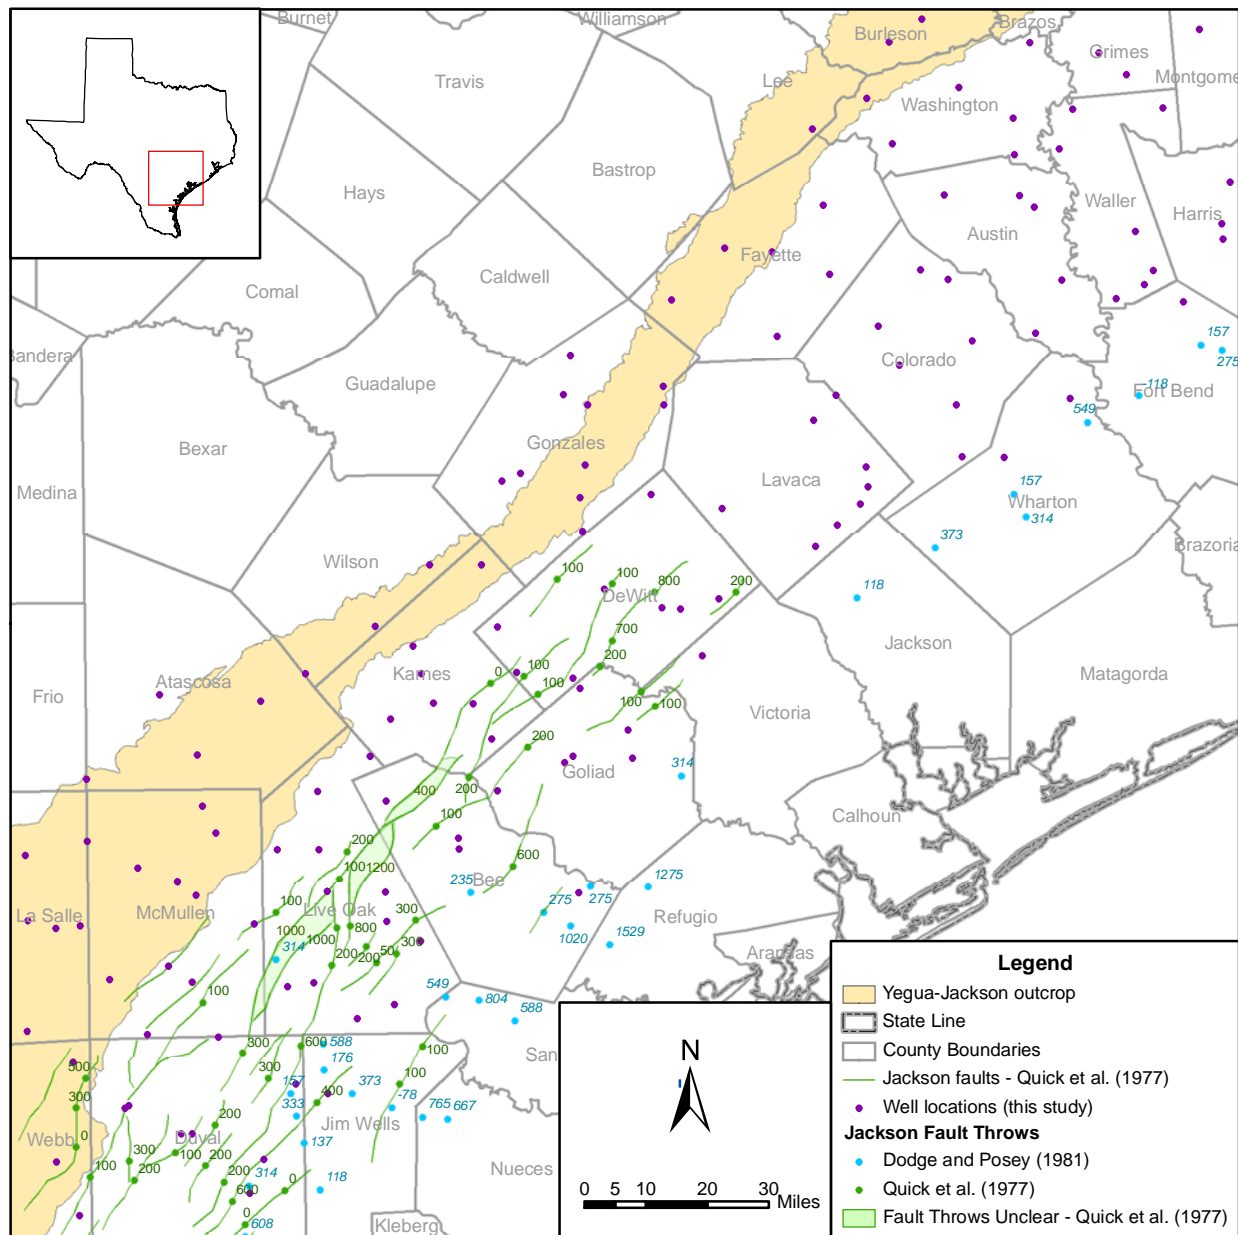 Burnet
Williamson
Burleson
Brazos
Grimes
Montgome
Travis
Lee
Washington
Bastrop
Hays
Waller
Harris
Austin
Fayette
Caldwell
Comal
157
275
Bandera
Colorado
Guadalupe
-118
Fort Bend
549
Gonzales
Bexar
Lavaca
Medina
157
Wharton
314
373
Brazoria
Wilson
100
100
800
200
DeWitt
118
700
Jackson
200
Karnes
0
100
100
Matagorda
Atascosa
Frio
100
100
Victoria
200
Goliad
314
200
400
100
Calhoun
200
100
1200
600
235
Bee
1275
275
275
100
Live Oak
300
La Salle
McMullen
Refugio
1000
1000
800
1020
1529
314
300
200
200
50
Aransas
100
549
804
588
300
600
588
San
100
176
300
300
157
373
100
400
-78
300
333
765
667
200
Jim Wells
0
Webb
Duval
137
300
100
200
Nueces
100
200
200
314
0
118
600
0
608
Kleberg
N
0 5 10 20 30 Miles
Legend
Yegua-Jackson outcrop
State Line
County Boundaries
Jackson faults - Quick et al. (1977)
Well locations (this study)
Jackson Fault Throws
Dodge and Posey (1981)
Quick et al. (1977)
Fault Throws Unclear - Quick et al. (1977)